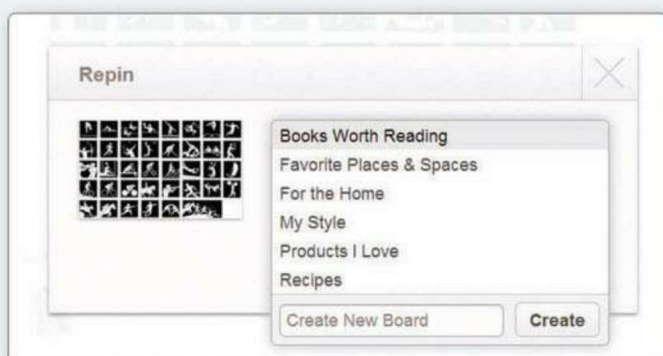 Repin
Books Worth Reading
Favorite Places & Spaces
For the Home
My Style
Products I Love
Recipes
Create New Board
Create